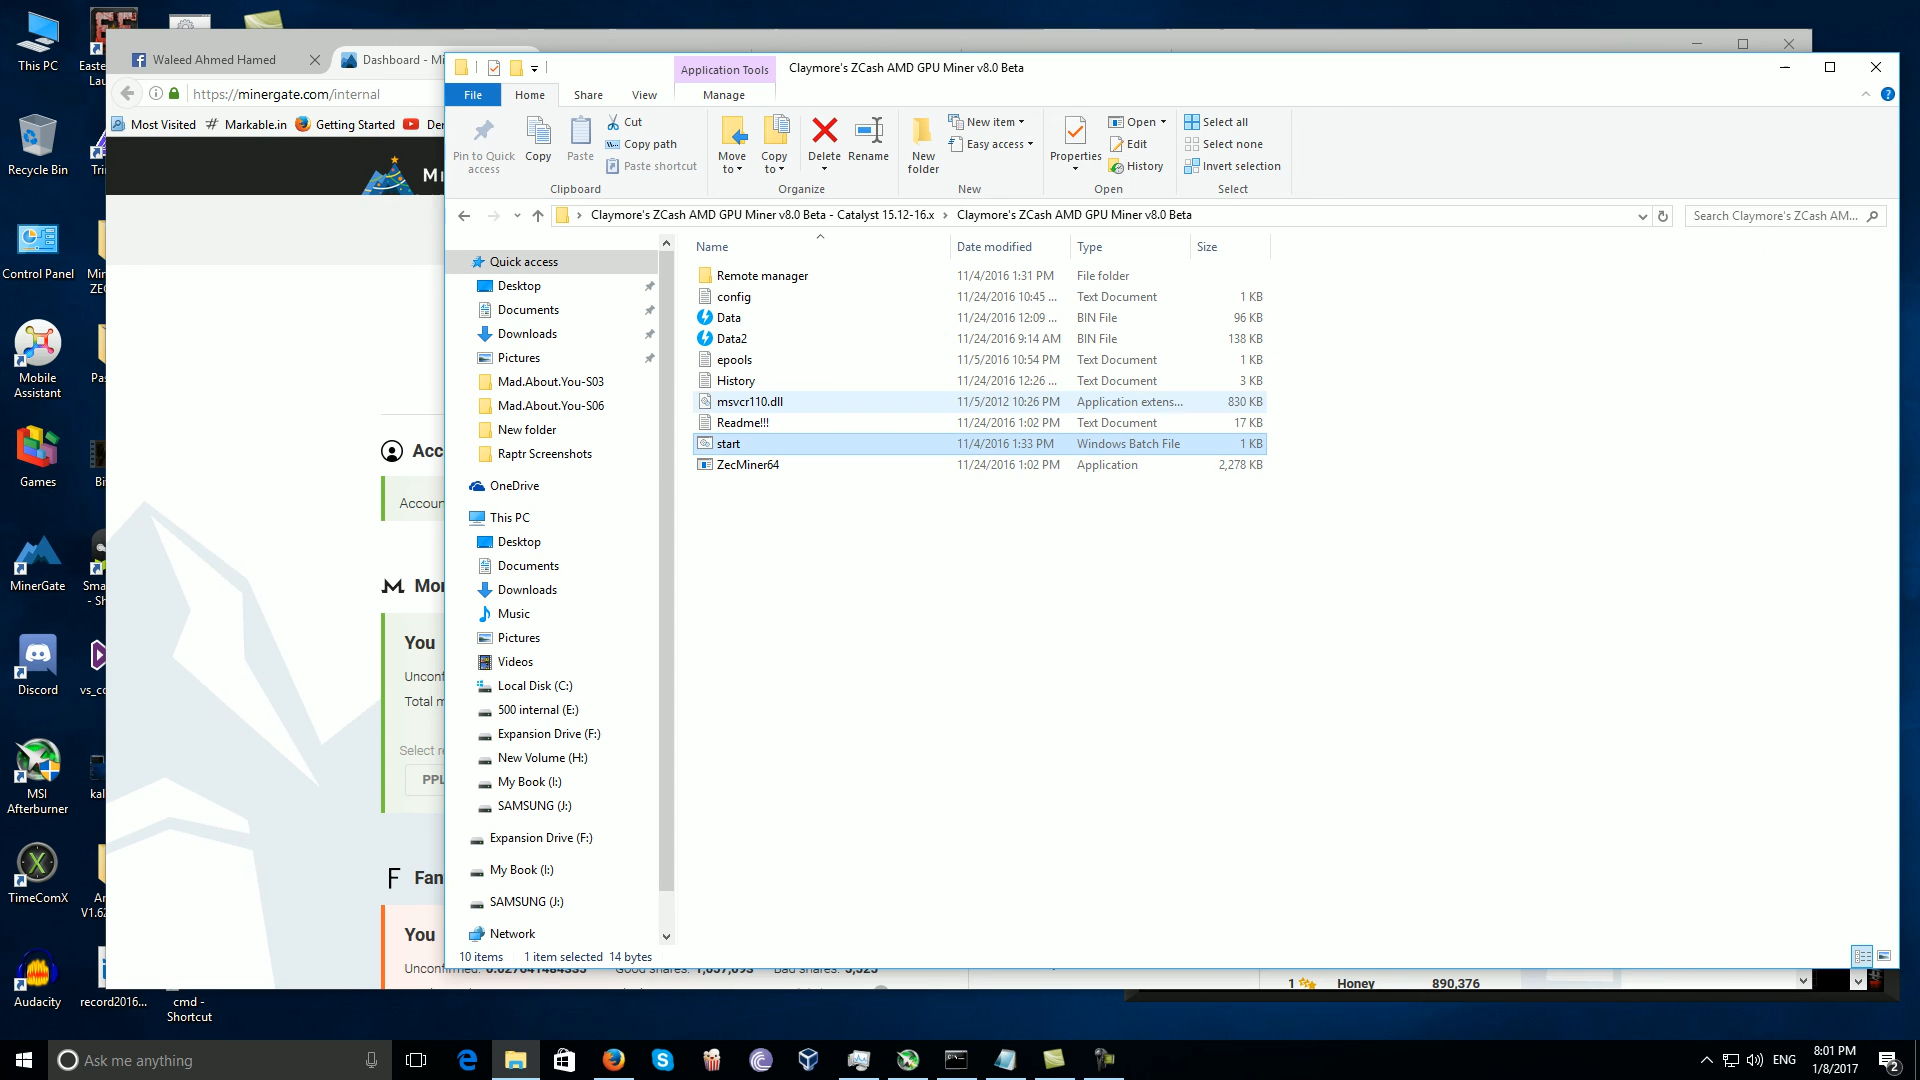 This PC
Recycle Bin
Control Panel
Mobile
Assistant
Games
MinerGate
Discord
MSI
Afterburner
TimeComX
Audacity
record2016...
cmd -
Shortcut
Waleed Ahmed Hamed
Dashboard - Mi
https://minergate.com/internal
Most Visited
Markable.in
Getting Started
You
You
Application Tools
Claymore's ZCash AMD GPU Miner v8.0 Beta
File
Home
Share
View
Manage
Pin to Quick
access
Copy
Paste
Cut
Copy path
Paste shortcut
Clipboard
Move
to
Copy
to
Delete
Rename
Organize
New
folder
New item
Easy access
New
Properties
Open
Edit
History
Open
Select all
Select none
Invert selection
Select
Claymore's ZCash AMD GPU Miner v8.0 Beta - Catalyst 15.12-16.x
Claymore's ZCash AMD GPU Miner v8.0 Beta
Search Claymore's ZCash AM...
Quick access
Desktop
Documents
Downloads
Pictures
Mad.About.You-S03
Mad.About.You-S06
New folder
Raptr Screenshots
OneDrive
This PC
Desktop
Documents
Downloads
Music
Pictures
Videos
Local Disk (C:)
500 internal (E:)
Expansion Drive (F:)
New Volume (H:)
My Book (I:)
SAMSUNG (J:)
Expansion Drive (F:)
My Book (I:)
SAMSUNG (J:)
Network
Name Date modified Type Size
Remote manager 11/4/2016 1:31 PM File folder
config 11/24/2016 10:45 ... Text Document 1 KB
Data 11/24/2016 12:09 ... BIN File 96 KB
Data2 11/24/2016 9:14 AM BIN File 138 KB
epools 11/5/2016 10:54 PM Text Document 1 KB
History 11/24/2016 12:26 ... Text Document 3 KB
msvcr110.dll 11/5/2012 10:26 PM Application extens... 830 KB
Readme!!! 11/24/2016 1:02 PM Text Document 17 KB
start 11/4/2016 1:33 PM Windows Batch File 1 KB
ZecMiner64 11/24/2016 1:02 PM Application 2,278 KB
10 items 1 item selected 14 bytes
1 Honey 890,376
Ask me anything
ENG
8:01 PM
1/8/2017
2